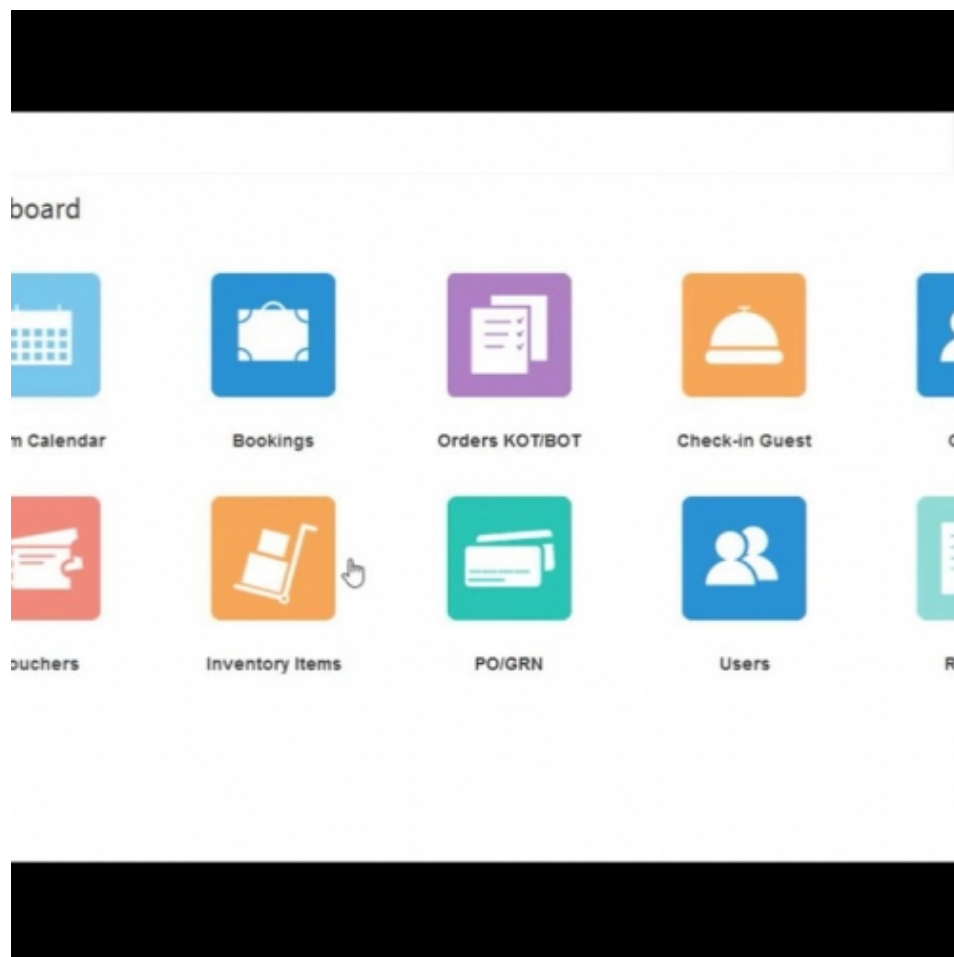 board
m Calendar
Bookings
Orders KOT/BOT
Check-in Guest
ouchers
Inventory Items
PO/GRN
Users
R